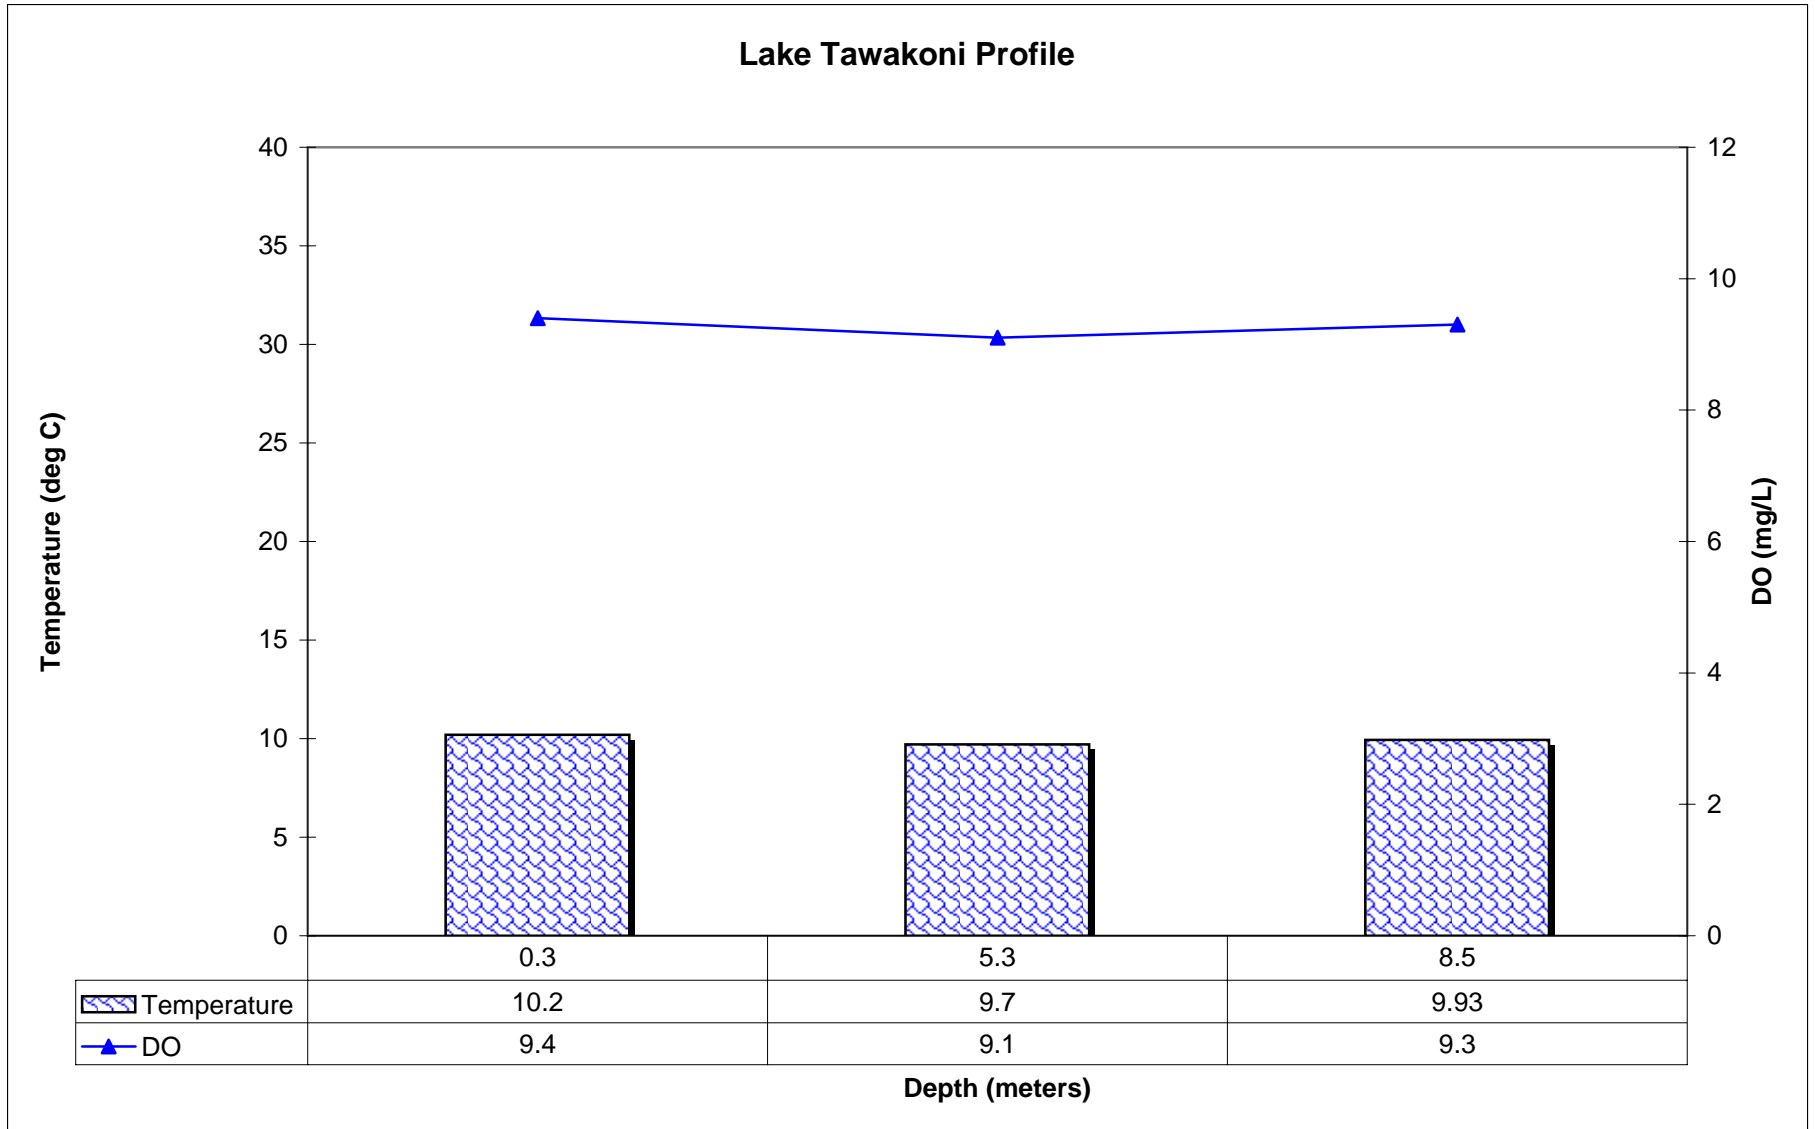 Lake Tawakoni Profile
40
35
30
25
20
15
10
5
0
Temperature (deg C)
12
10
8
6
4
2
0
DO (mg/L)
0.3 5.3 8.5
Temperature 10.2 9.7 9.93
DO 9.4 9.1 9.3
Depth (meters)